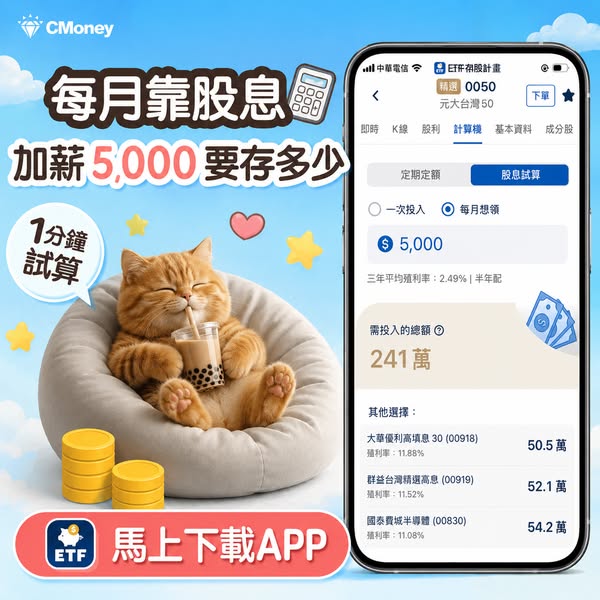 CMoney
每月靠股息
加薪 5,000 要存多少
1分鐘
試算
ETF
馬上下載APP
中華電信
ETF存股計畫
精選 0050
元大台灣50
下單
即時 K線 股利 計算機 基本資料 成分股
定期定額 股息試算
一次投入 每月想領
$ 5,000
三年平均殖利率：2.49% | 半年配
需投入的總額 ?
241 萬
其他選擇：
大華優利高填息 30 (00918) 50.5 萬
殖利率：11.88%
群益台灣精選高息 (00919) 52.1 萬
殖利率：11.52%
國泰費城半導體 (00830) 54.2 萬
殖利率：11.08%